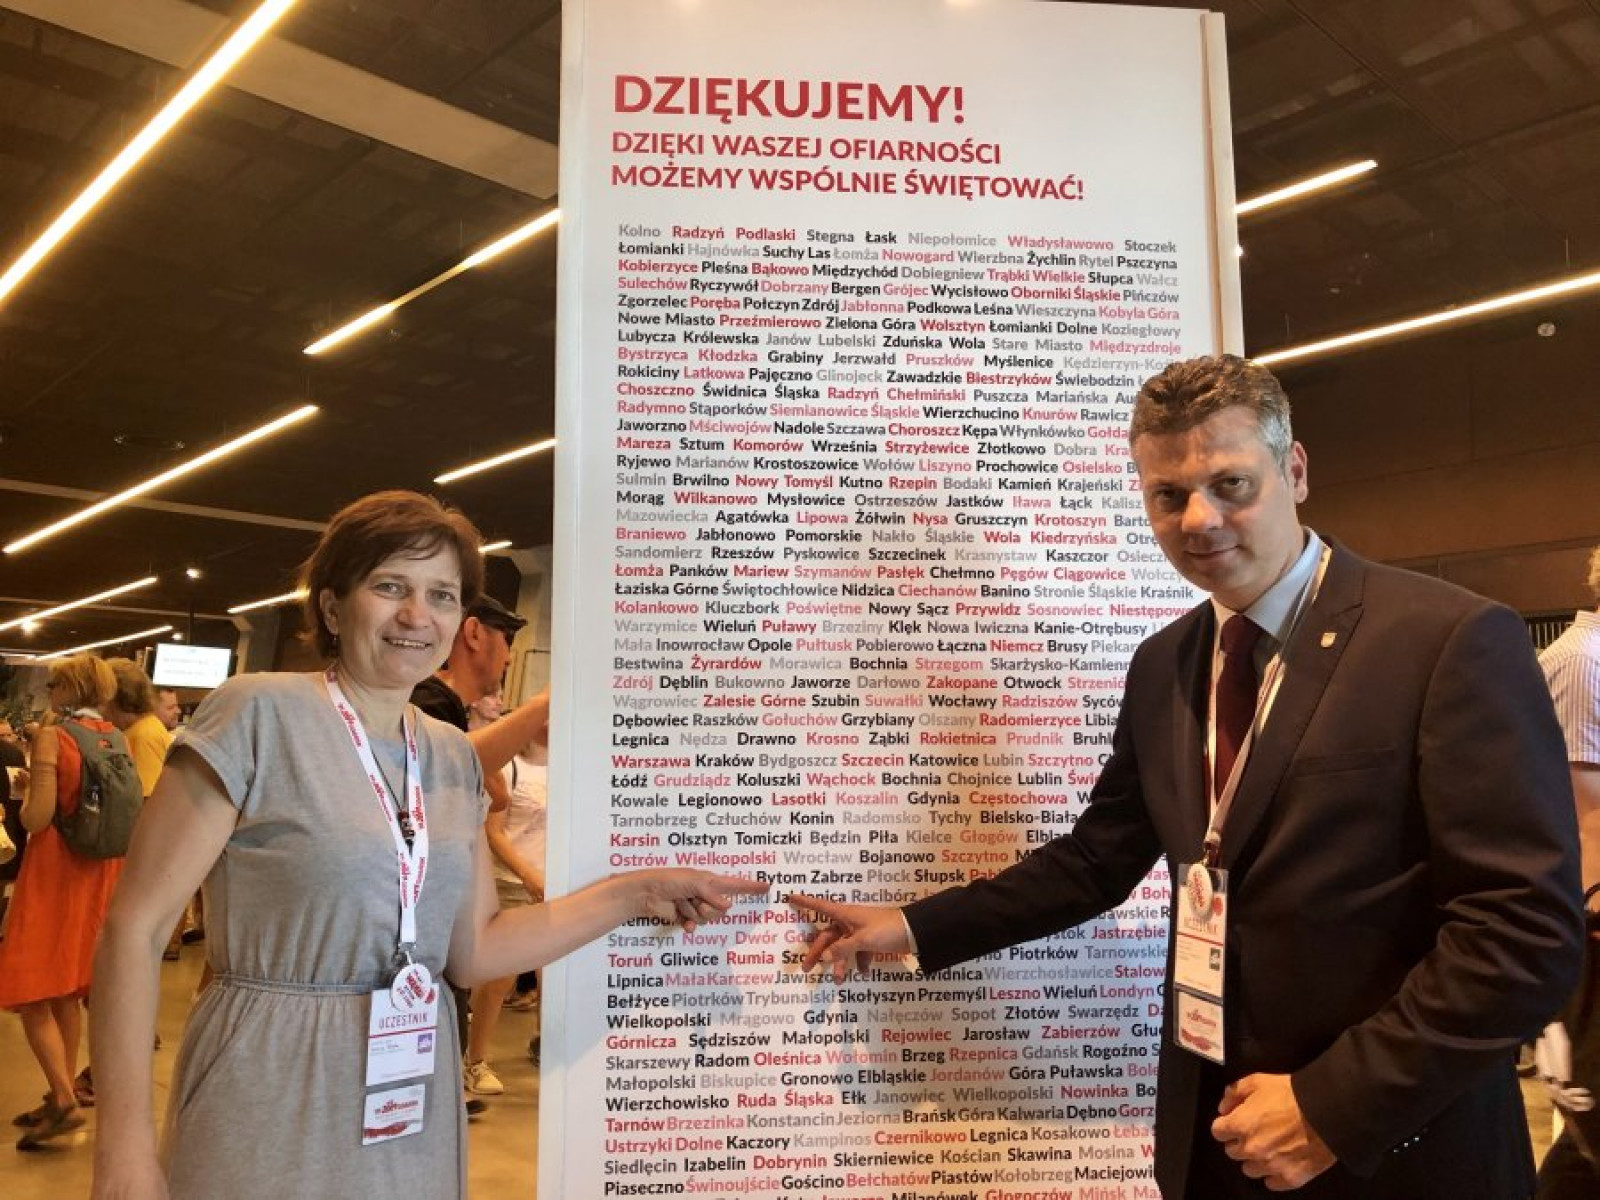 DZIĘKUJEMY!
DZIĘKI WASZEJ OFIARNOŚCI
MOŻEMY WSPÓLNIE ŚWIĘTOWAĆ!
Kolno Radzyń Podlaski Stegna Łask Niepołomice Władysławowo Stoczek
Łomianki Hajnówka Suchy Las Łomża Nowogard Wierzbna Żychlin Rytel Pszczyna
Kobierzyce Pleśna Bąkowo Międzychód Dobiegniew Trąbki Wielkie Słupca Wałcz
Sulechów Ryczywół Dobrzany Bergen Grójec Wycisłowo Oborniki Śląskie Pińczów
Zgorzelec Poręba Połczyn Zdrój Jabłonna Podkowa Leśna Wieszczyna Kobyla Góra
Nowe Miasto Przeźmierowo Zielona Góra Wolsztyn Łomianki Dolne Koziegłowy
Lubycza Królewska Janów Lubelski Zduńska Wola Stare Miasto Międzyzdroje
Bystrzyca Kłodzka Grabiny Jerzwałd Pruszków Myślenice Kędzierzyn-Koźle
Rokiciny Latkowa Pajęczno Glinojeck Zawadzkie Biestrzyków Świebodzin
Choszczno Świdnica Śląska Radzyń Chełmiński Puszcza Mariańska
Radymno Stąporków Siemianowice Śląskie Wierzchucino Knurów Rawicz
Jaworzno Mściwojów Nadole Szczawa Choroszcz Kępa Włynkówko
Mareza Sztum Komorów Września Strzyżewice Złotkowo Dobra
Ryjewo Marianów Krostoszowice Wołów Liszyno Prochowice Osielsko
Sulmin Brwilno Nowy Tomyśl Kutno Rzepin Bodaki Kamień Krajeński
Morąg Wilkanowo Mysłowice Ostrzeszów Jastków Iława Łąck
Mazowiecka Agatówka Lipowa Żółwin Nysa Gruszczyn Krotoszyn
Braniewo Jabłonowo Pomorskie Nakło Śląskie Wola Kiedrzyńska
Sandomierz Rzeszów Pyskowice Szczecinek Krasnystaw Kaszczor
Łomża Panków Mariew Szymanów Pasłęk Chełmno Pęgów Ciągowice
Łaziska Górne Świętochłowice Nidzica Ciechanów Banino Stronie Śląskie Kraśnik
Kolankowo Kluczbork Poświętne Nowy Sącz Przywidz Sosnowiec Niestępowo
Warzymice Wieluń Puławy Brzeziny Klęk Nowa Iwiczna Kanie-Otrębusy
Mała Inowrocław Opole Pułtusk Pobierowo Łączna Niemcz Brusy
Bestwina Żyrardów Morawica Bochnia Strzegom
Zdrój Dęblin Bukowno Jaworze Darłowo Zakopane Otwock
Wągrowiec Zalesie Górne Szubin Suwałki Wocławy Radziszów
Dębowiec Raszków Gołuchów Grzybiany Olszany Radomierzyce
Legnica Nędza Drawno Krosno Ząbki Rokietnica Prudnik
Warszawa Kraków Bydgoszcz Szczecin Katowice Lubin Szczytno
Łódź Grudziądz Koluszki Wąchock Bochnia Chojnice Lublin
Kowale Legionowo Lasotki Koszalin Gdynia Częstochowa
Tarnobrzeg Człuchów Konin Radomsko Tychy Bielsko-Biała
Karsin Olsztyn Tomiczki Będzin Piła Kielce Głogów
Ostrów Wielkopolski Wrocław Bojanowo Szczytno
Bytom Zabrze Płock Słupsk
Racibórz
Polski
Straszyn Nowy Dwór
Jastrzębie
Toruń Gliwice Rumia
Piotrków Tarnowskie
Lipnica Mała Karczew Jawiszowice Iława Świdnica Wierzchosławice
Bełżyce Piotrków Trybunalski Skołyszyn Przemyśl Leszno Wieluń Londyn
Wielkopolski Mrągowo Gdynia Nałęczów Sopot Złotów Swarzędz
Górnicza Sędziszów Małopolski Rejowiec Jarosław Zabierzów
Skarszewy Radom Oleśnica Wołomin Brzeg Rzepnica Gdańsk Rogoźno
Małopolski Biskupice Gronowo Elbląskie Jordanów Góra Puławska
Wierzchowisko Ruda Śląska Ełk Janowiec Wielkopolski Nowinka
Tarnów Brzezinka Konstancin Jeziorna Brańsk Góra Kalwaria Dębno
Ustrzyki Dolne Kaczory Kampinos Czernikowo Legnica Kosakowo Łeba
Siedlęcin Izabelin Dobrynin Skierniewice Kościan Skawina Mosina
Piaseczno Świnoujście Gościno Bełchatów Piastów Kołobrzeg
Milanówek Głogoczów Mińsk
UCZESTNIK
UCZESTNIK